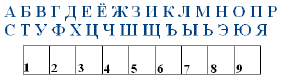 А Б В Г Д Е Ё Ж З И К Л М Н О П Р
С Т У Ф Х Ц Ч Ш Щ Ъ Ы Ь Э Ю Я
1 2 3 4 5 6 7 8 9